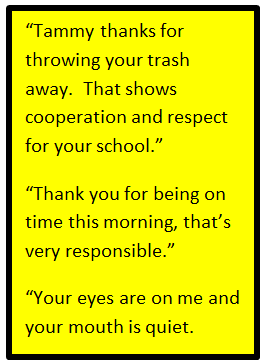 “Tammy thanks for
throwing your trash
away.  That shows
cooperation and respect
for your school.”
“Thank you for being on
time this morning, that’s
very responsible.”
“Your eyes are on me and
your mouth is quiet.